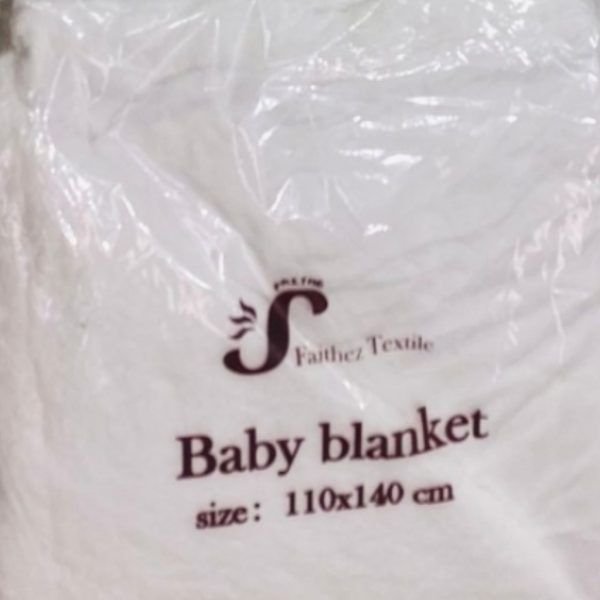 Faithez Textile
Baby blanket
size: 110x140 cm